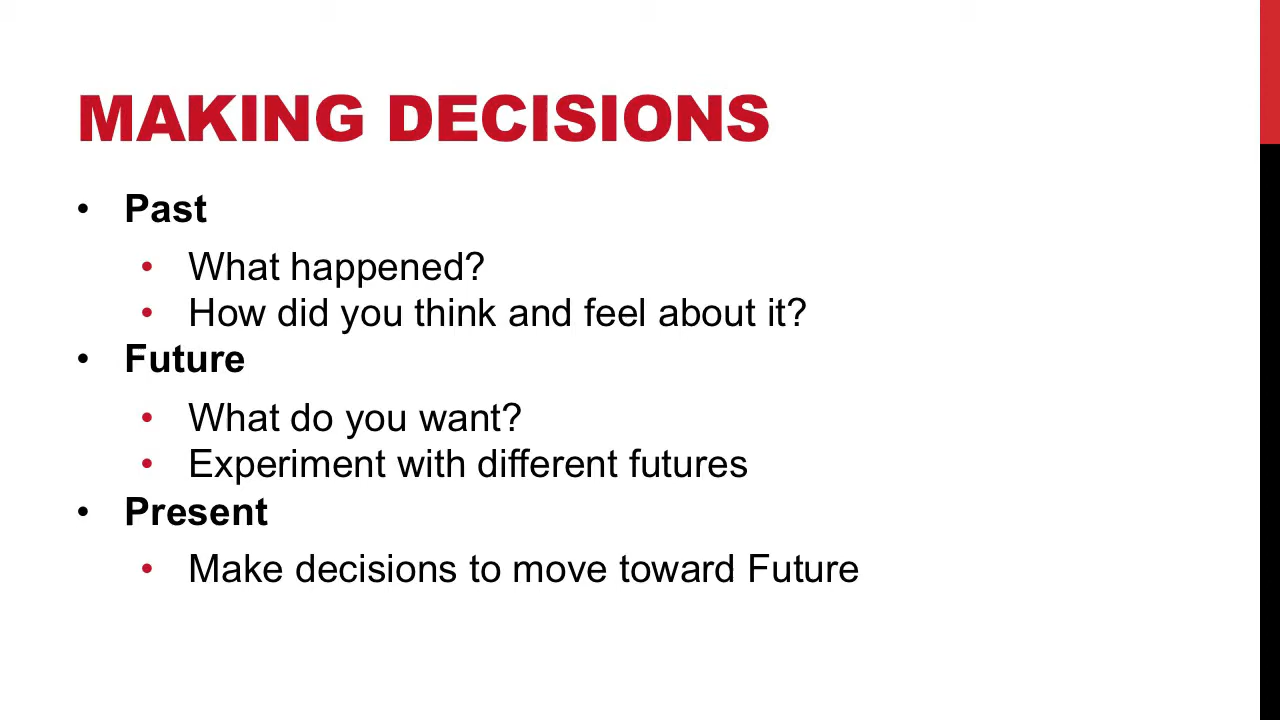 MAKING DECISIONS
• Past
• What happened?
• How did you think and feel about it?
• Future
• What do you want?
• Experiment with different futures
• Present
• Make decisions to move toward Future